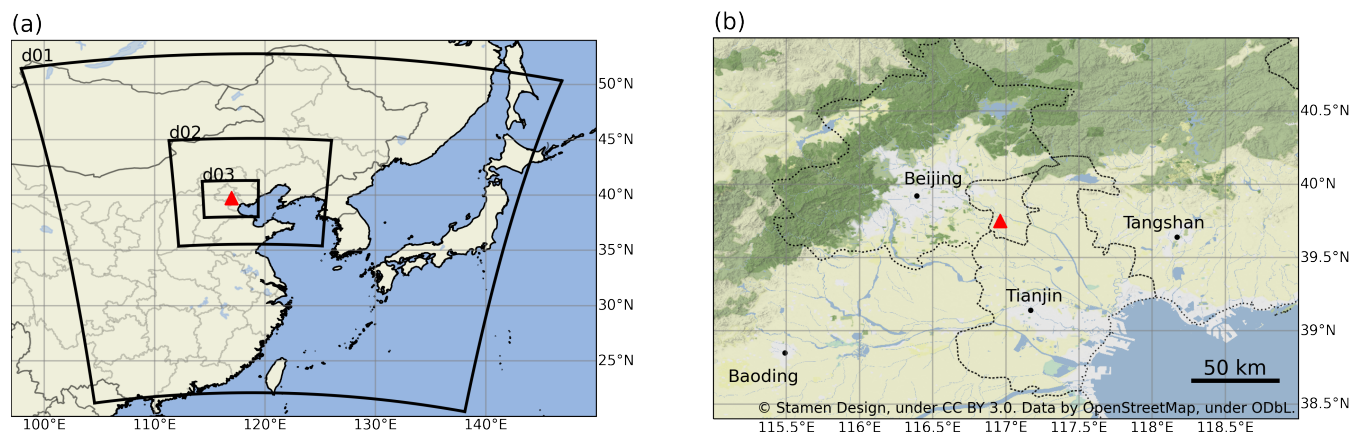 (a)
d01
d02
d03
50°N
45°N
40°N
35°N
30°N
25°N
100°E
110°E
120°E
130°E
140°E
(b)
Beijing
Tangshan
Tianjin
Baoding
50 km
© Stamen Design, under CC BY 3.0. Data by OpenStreetMap, under ODbL.
40.5°N
40°N
39.5°N
39°N
38.5°N
115.5°E
116°E
116.5°E
117°E
117.5°E
118°E
118.5°E